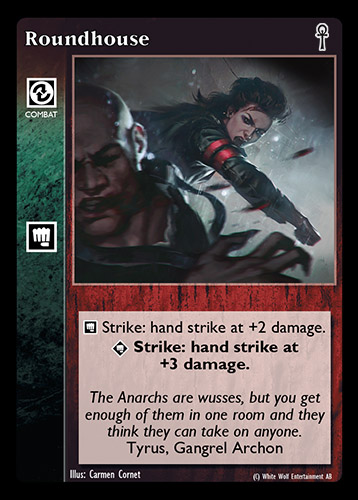 Roundhouse
COMBAT
Strike: hand strike at +2 damage.
Strike: hand strike at
+3 damage.
The Anarchs are wusses, but you get
enough of them in one room and they
think they can take on anyone.
Tyrus, Gangrel Archon
Illus: Carmen Cornet
(C) White Wolf Entertainment AB